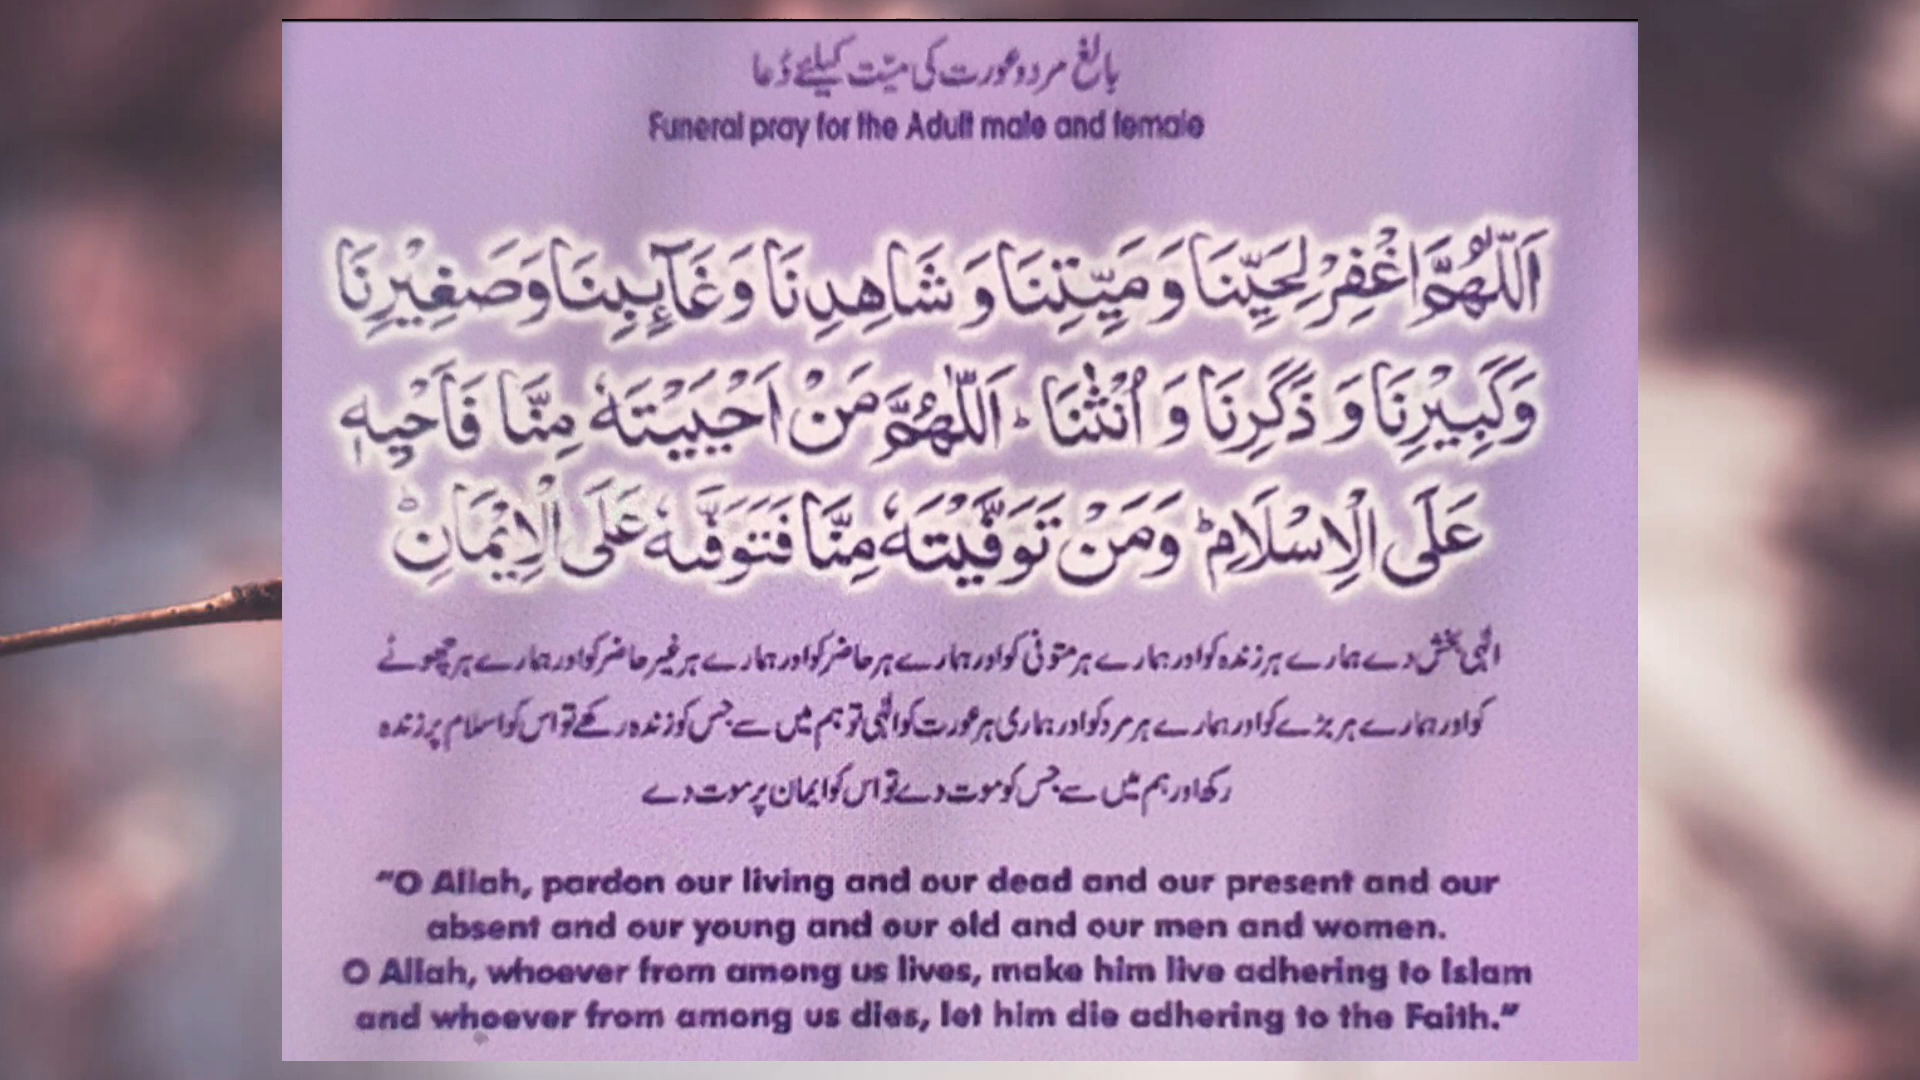 بالغ مرد و عورت کی میّت کیلئے دُعا
Funeral pray for the Adult male and female
اَللّٰهُمَّ اغْفِرْ لِحَيِّنَا وَ مَيِّتِنَا وَ شَاهِدِنَا وَ غَآئِبِنَا وَ صَغِيْرِنَا
وَ كَبِيْرِنَا وَ ذَكَرِنَا وَ اُنْثٰنَا ؕ اَللّٰهُمَّ مَنْ اَحْيَيْتَهٗ مِنَّا فَاَحْيِهٖ
عَلَى الْاِسْلَامِ ؕ وَ مَنْ تَوَفَّيْتَهٗ مِنَّا فَتَوَفَّهٗ عَلَى الْاِيْمَانِ ؕ
الٰہی بخش دے ہمارے ہر زندہ کو اور ہمارے ہر متوفی کو اور ہمارے ہر حاضر کو اور ہمارے ہر غیر حاضر کو اور ہمارے ہر چھوٹے
کو اور ہمارے ہر بڑے کو اور ہمارے ہر مرد کو اور ہماری ہر عورت کو الٰہی تو ہم میں سے جس کو زندہ رکھے تو اس کو اسلام پر زندہ
رکھ اور ہم میں سے جس کو موت دے تو اس کو ایمان پر موت دے
"O Allah, pardon our living and our dead and our present and our
absent and our young and our old and our men and women.
O Allah, whoever from among us lives, make him live adhering to Islam
and whoever from among us dies, let him die adhering to the Faith."